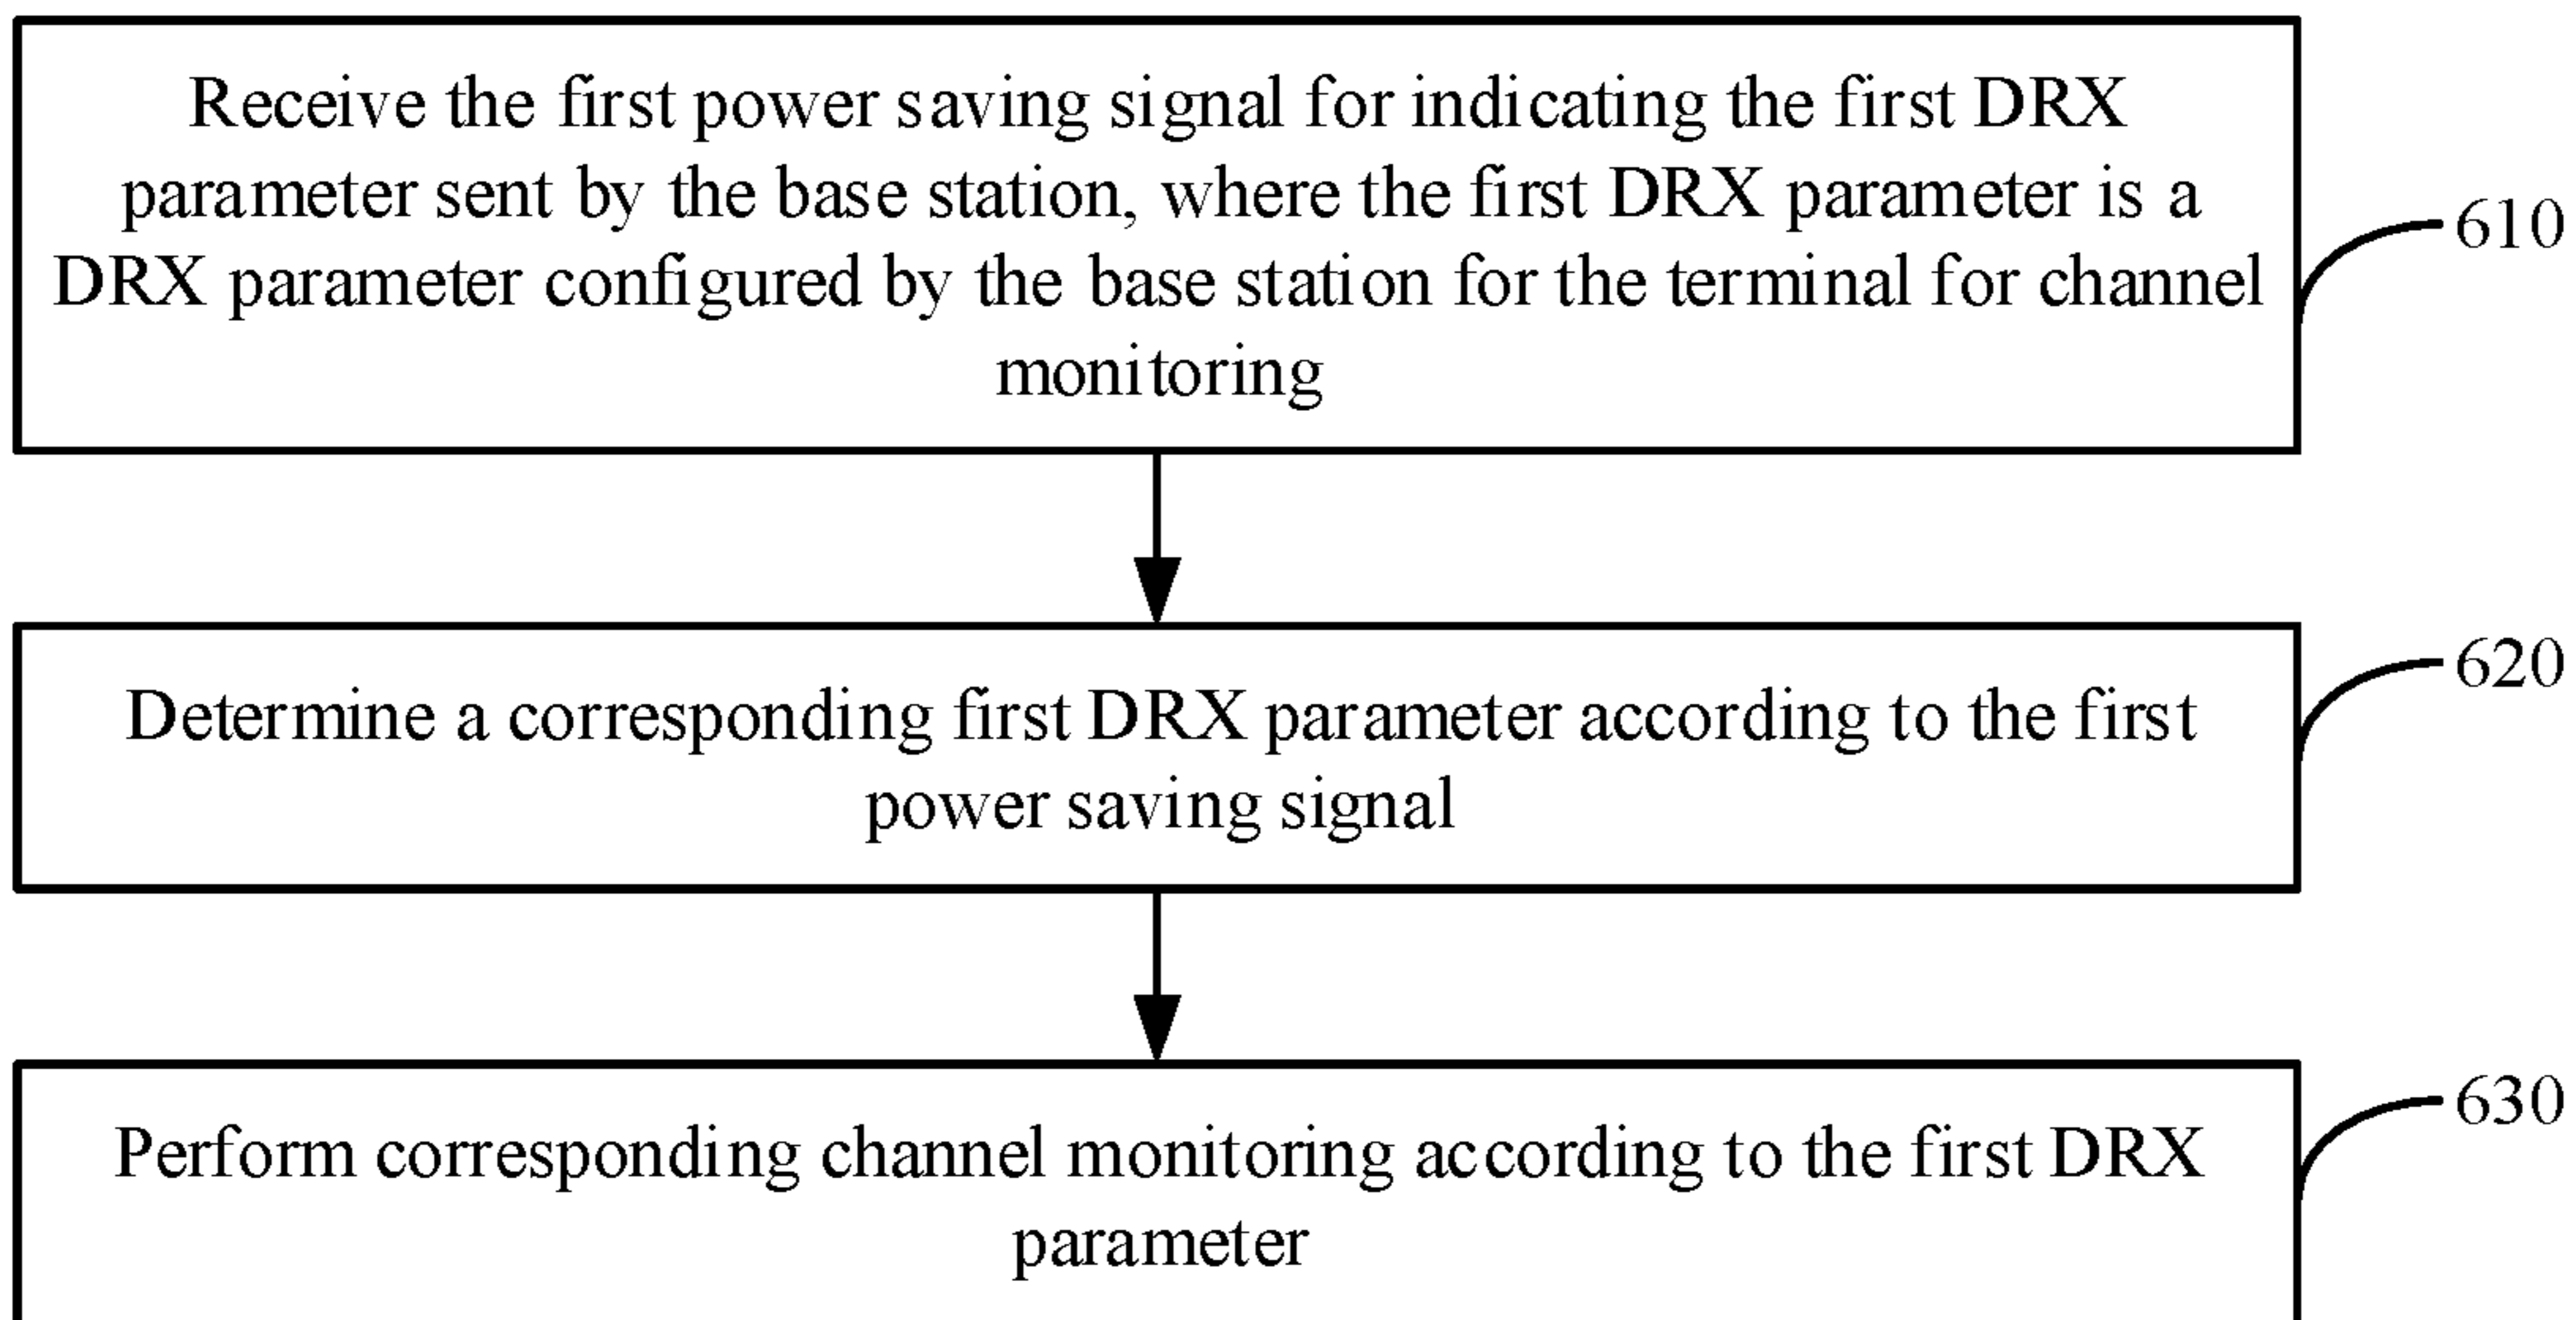 Receive the first power saving signal for indicating the first DRX
parameter sent by the base station, where the first DRX parameter is a
DRX parameter configured by the base station for the terminal for channel
monitoring
610
Determine a corresponding first DRX parameter according to the first
power saving signal
620
Perform corresponding channel monitoring according to the first DRX
parameter
630